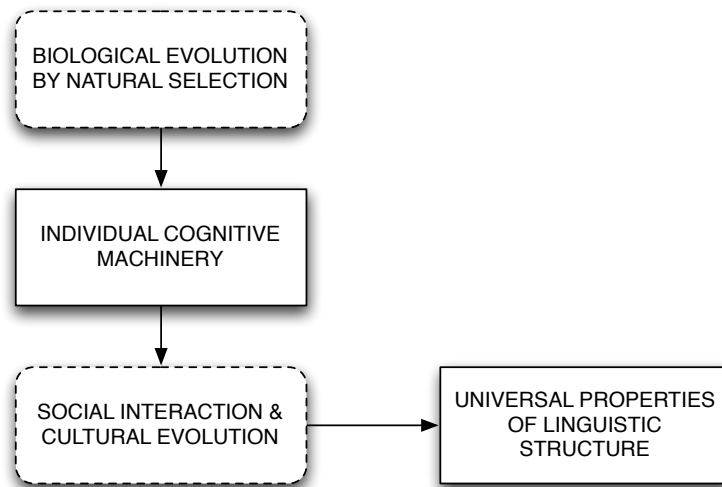 BIOLOGICAL EVOLUTION
BY NATURAL SELECTION
INDIVIDUAL COGNITIVE
MACHINERY
SOCIAL INTERACTION &
CULTURAL EVOLUTION
UNIVERSAL PROPERTIES
OF LINGUISTIC
STRUCTURE